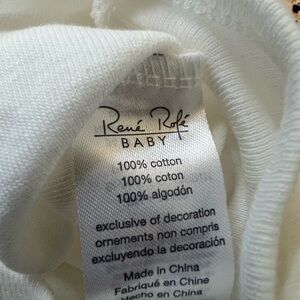 René Rofé
BABY
100% cotton
100% coton
100% algodón
exclusive of decoration
ornements non compris
excluyendo la decoración
Made in China
Fabriqué en Chine
Hecho en China